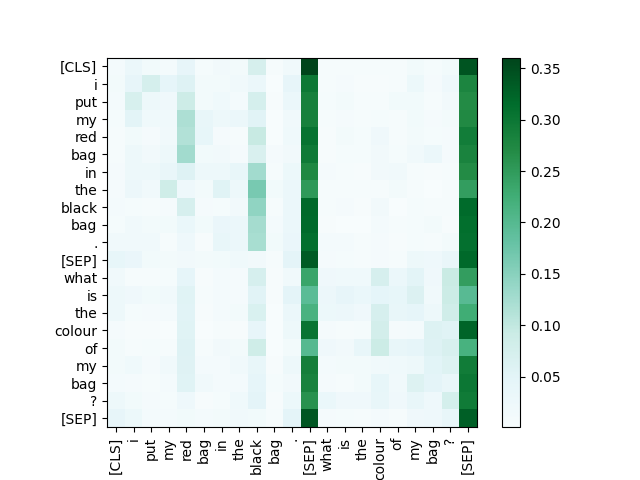 [CLS]
i
put
my
red
bag
in
the
black
bag
.
[SEP]
what
is
the
colour
of
my
bag
?
[SEP]
[CLS]
i
put
my
red
bag
in
the
black
bag
.
[SEP]
what
is
the
colour
of
my
bag
?
[SEP]
0.35
0.30
0.25
0.20
0.15
0.10
0.05